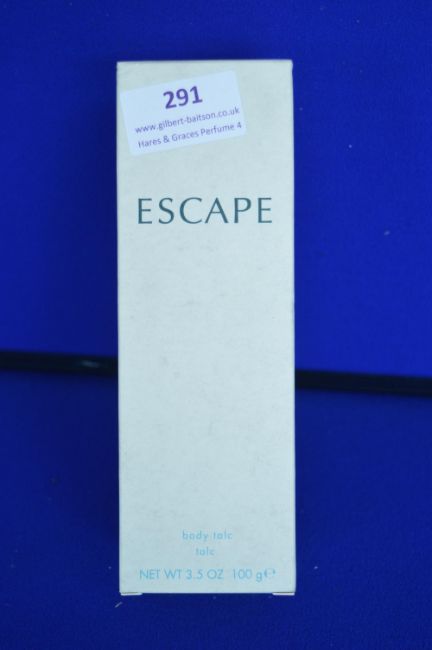 291
www.gilbert-baitson.co.uk
Hares & Graces Perfume 4
ESCAPE
body talc
talc
NET WT 3.5 OZ 100 g℮